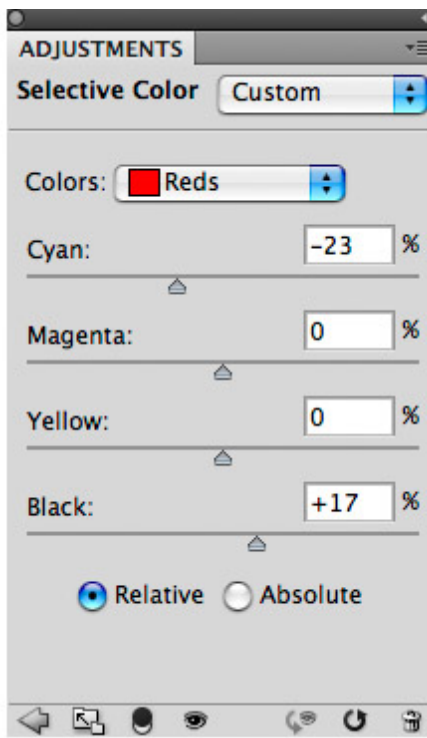 ADJUSTMENTS
Selective Color Custom
Colors: Reds
Cyan: -23 %
Magenta: 0 %
Yellow: 0 %
Black: +17 %
Relative Absolute